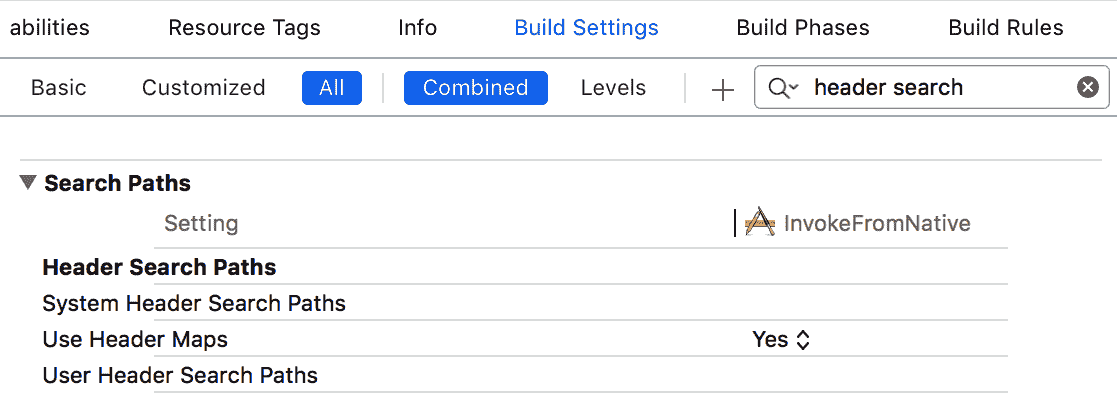 abilities Resource Tags Info Build Settings Build Phases Build Rules
Basic Customized All Combined Levels + header search
Search Paths
Setting InvokeFromNative
Header Search Paths
System Header Search Paths
Use Header Maps Yes
User Header Search Paths